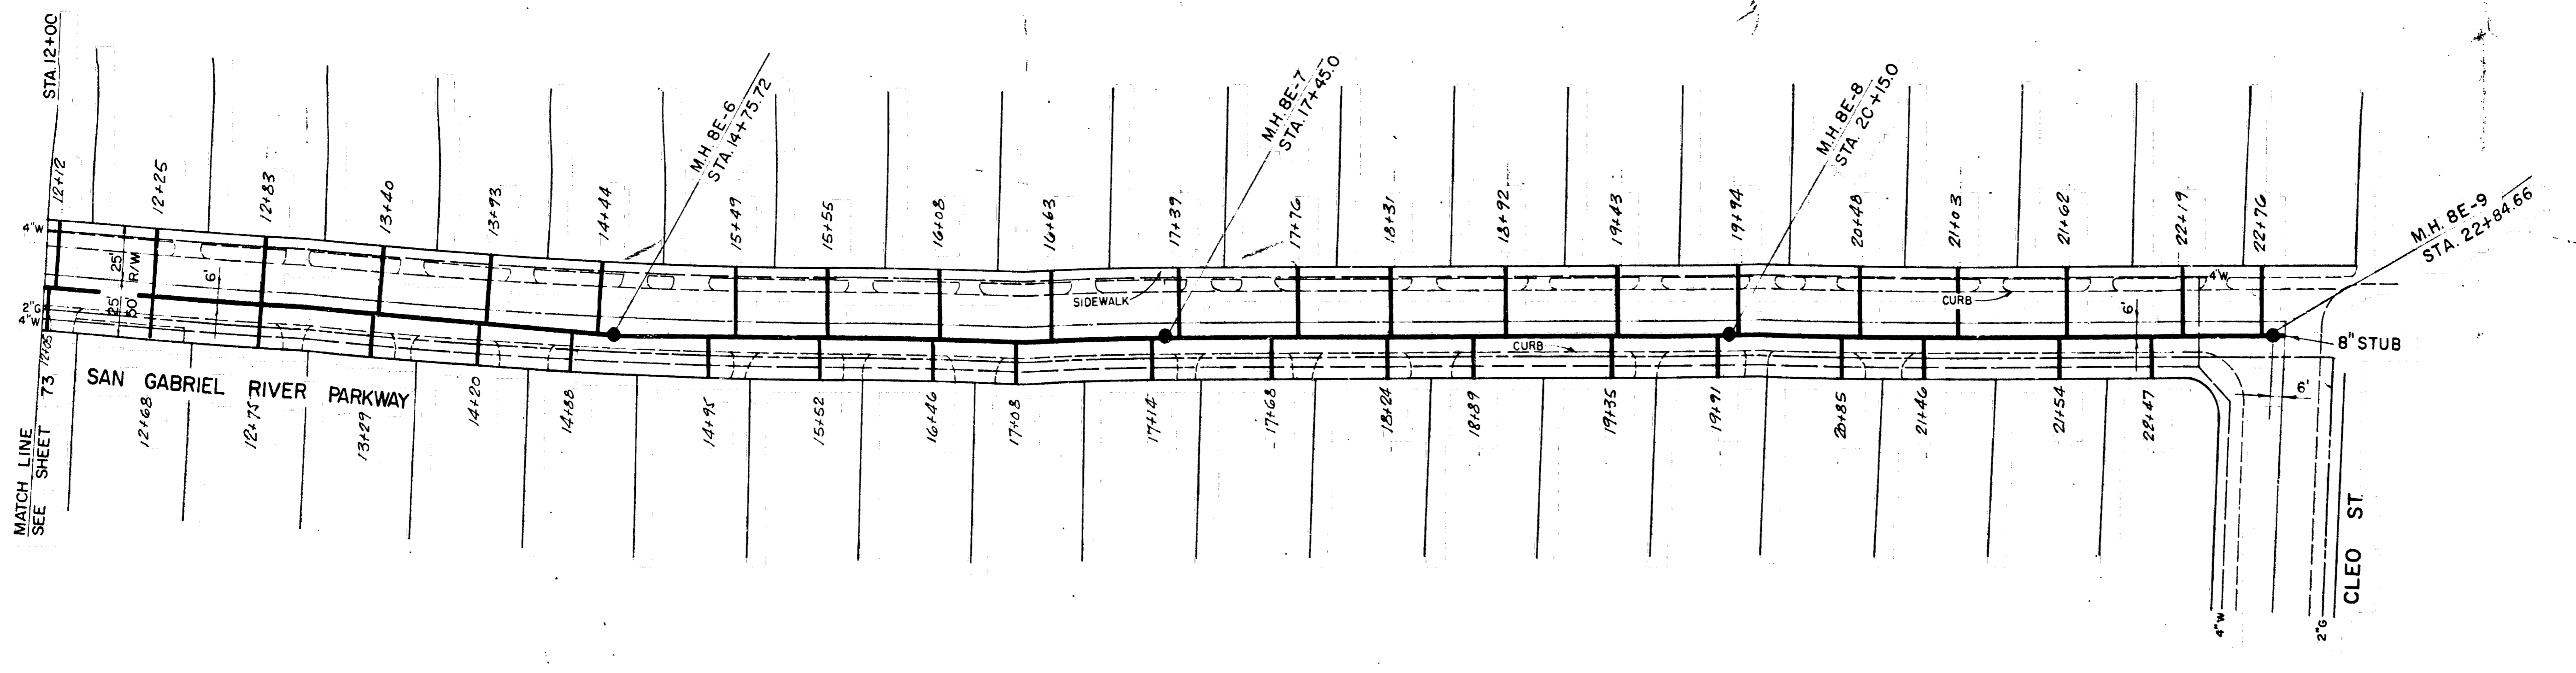 STA. 12+00
M.H. 8E-6
STA. 14+75.72
M.H. 8E-7
STA. 17+45.0
M.H. 8E-8
STA. 2C+15.0
M.H. 8E-9
STA. 22+84.66
12+12
12+25
12+83
13+40
13+93
14+44
15+49
15+55
16+08
16+63
17+39
17+76
18+31
18+92
19+43
19+94
20+48
21+03
21+62
22+19
22+76
4"W
25'
R/W
6'
SIDEWALK
CURB
4"W
6'
2"G
4"W
25'
50'
CURB
8" STUB
6'
12+05
SAN GABRIEL RIVER PARKWAY
12+68
12+75
13+29
14+20
14+88
14+95
15+52
16+46
17+08
17+14
17+68
18+24
18+89
19+35
19+91
20+85
21+46
21+54
22+47
MATCH LINE
SEE SHEET 73
CLEO ST.
4"W
2"G